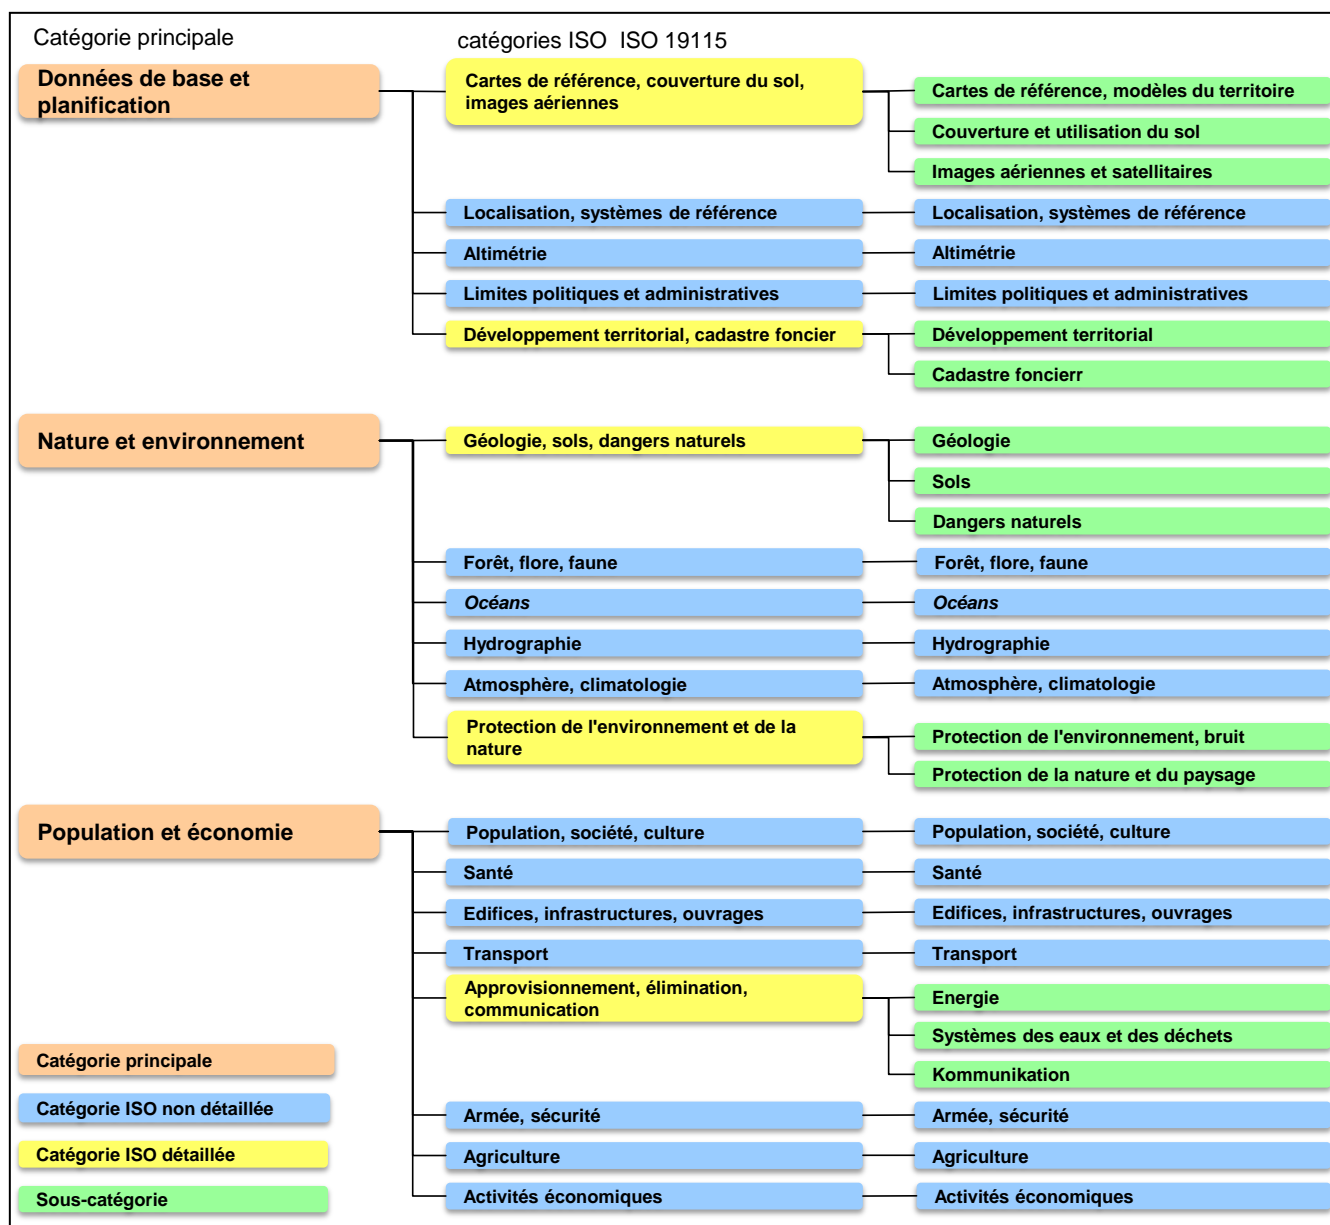 Catégorie principale
catégories ISO  ISO 19115
Données de base et
planification
Cartes de référence, couverture du sol,
images aériennes
Cartes de référence, modèles du territoire
Couverture et utilisation du sol
Images aériennes et satellitaires
Localisation, systèmes de référence
Localisation, systèmes de référence
Altimétrie
Altimétrie
Limites politiques et administratives
Limites politiques et administratives
Développement territorial, cadastre foncier
Développement territorial
Cadastre foncierr
Nature et environnement
Géologie, sols, dangers naturels
Géologie
Sols
Dangers naturels
Forêt, flore, faune
Forêt, flore, faune
Océans
Océans
Hydrographie
Hydrographie
Atmosphère, climatologie
Atmosphère, climatologie
Protection de l'environnement et de la
nature
Protection de l'environnement, bruit
Protection de la nature et du paysage
Population et économie
Population, société, culture
Population, société, culture
Santé
Santé
Edifices, infrastructures, ouvrages
Edifices, infrastructures, ouvrages
Transport
Transport
Approvisionnement, élimination,
communication
Energie
Systèmes des eaux et des déchets
Kommunikation
Armée, sécurité
Armée, sécurité
Agriculture
Agriculture
Activités économiques
Activités économiques
Catégorie principale
Catégorie ISO non détaillée
Catégorie ISO détaillée
Sous-catégorie